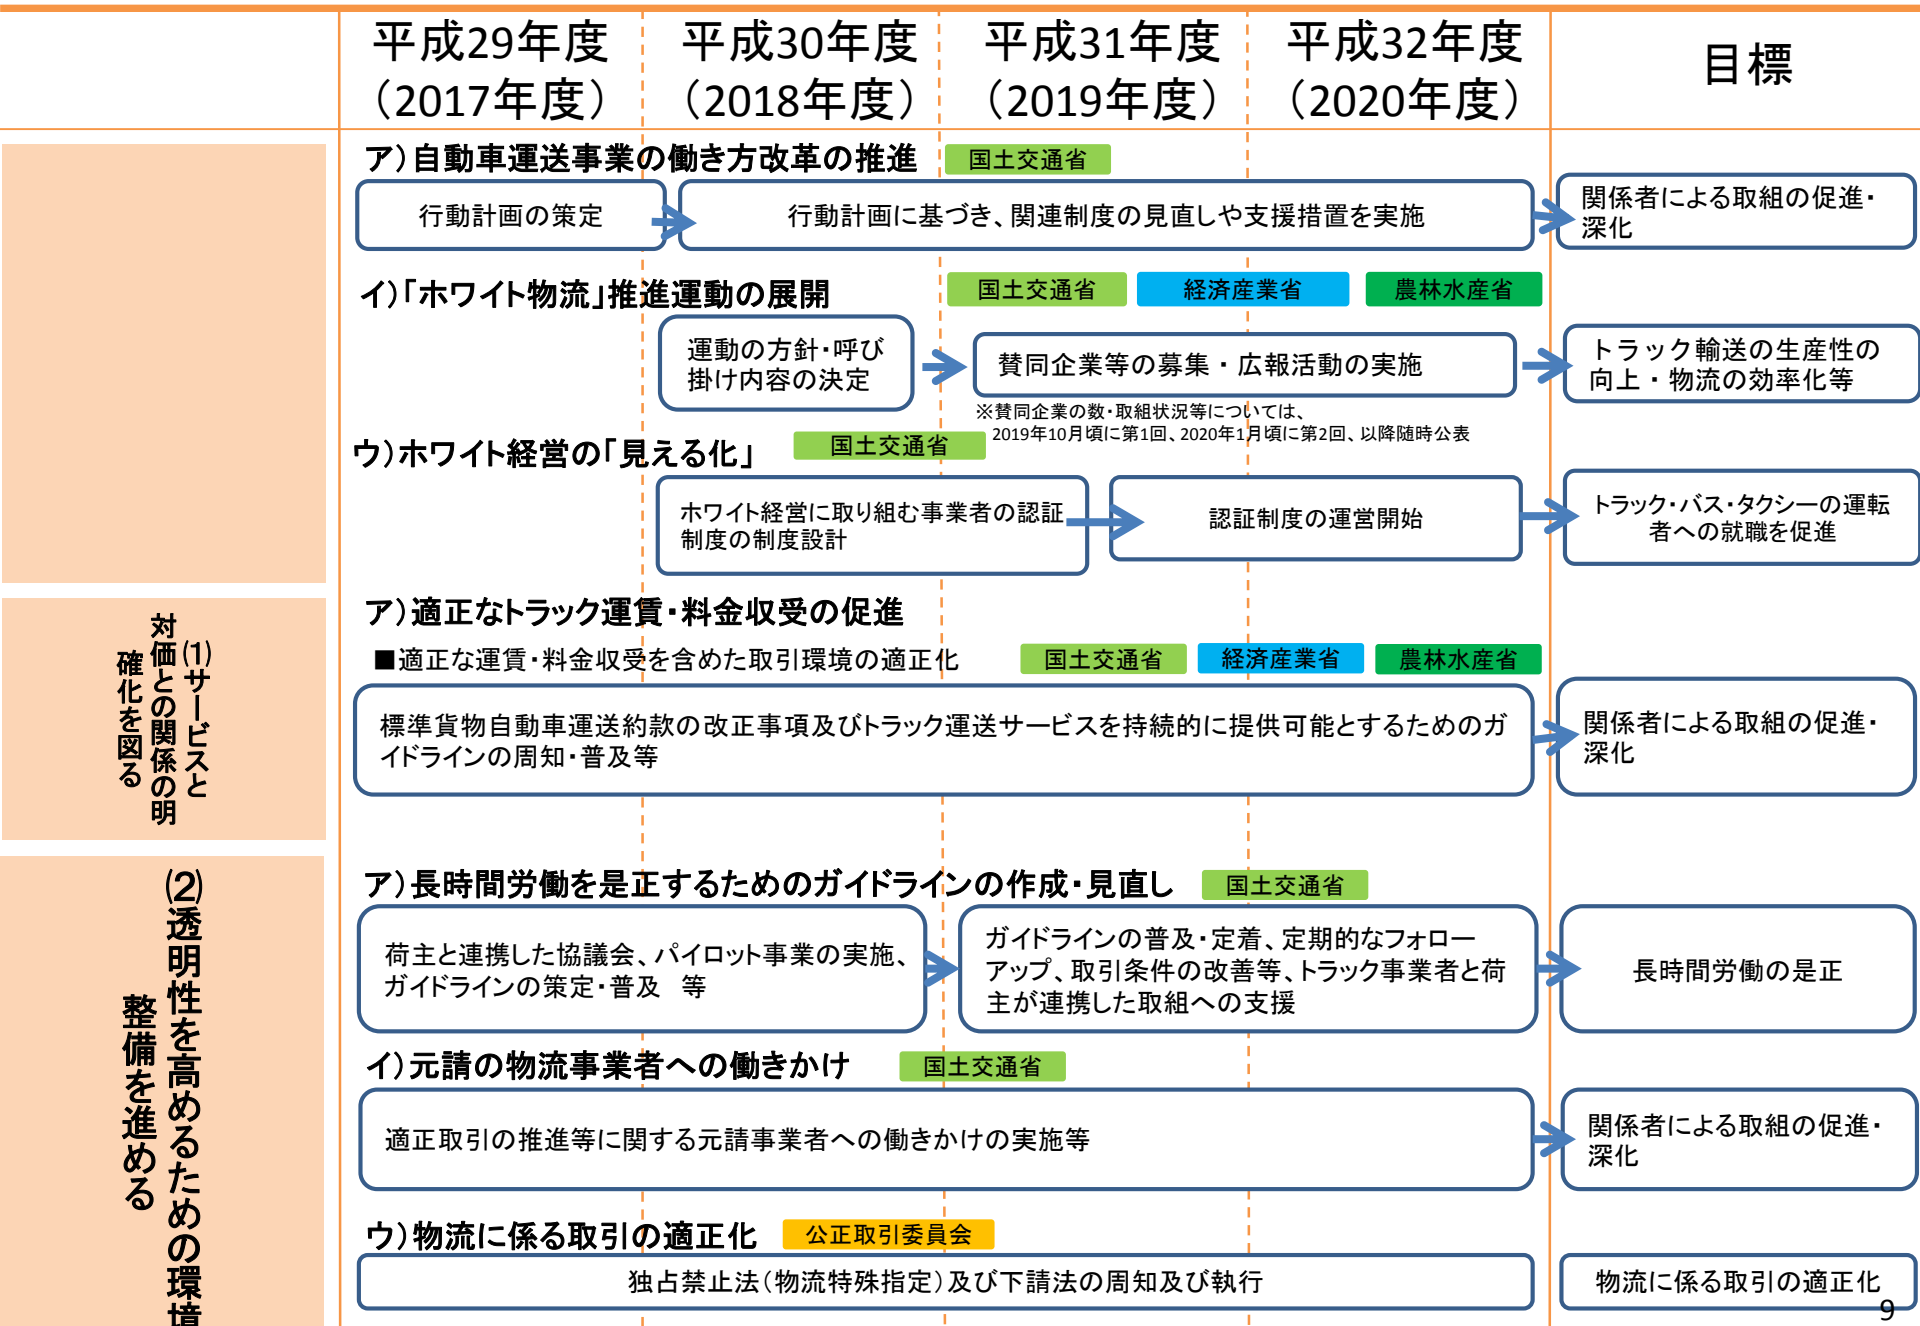 平成29年度
（2017年度）
平成30年度
（2018年度）
平成31年度
（2019年度）
平成32年度
（2020年度）
目標
ア）自動車運送事業の働き方改革の推進
国土交通省
行動計画の策定
行動計画に基づき、関連制度の見直しや支援措置を実施
関係者による取組の促進・
深化
イ）「ホワイト物流」推進運動の展開
国土交通省
経済産業省
農林水産省
運動の方針・呼び
掛け内容の決定
賛同企業等の募集・広報活動の実施
トラック輸送の生産性の
向上・物流の効率化等
※賛同企業の数・取組状況等については、
2019年10月頃に第1回、2020年1月頃に第2回、以降随時公表
ウ）ホワイト経営の「見える化」
国土交通省
ホワイト経営に取り組む事業者の認証
制度の制度設計
認証制度の運営開始
トラック・バス・タクシーの運転
者への就職を促進
⑴サービスと
対価との関係の明
確化を図る
ア）適正なトラック運賃・料金収受の促進
■適正な運賃・料金収受を含めた取引環境の適正化
国土交通省
経済産業省
農林水産省
標準貨物自動車運送約款の改正事項及びトラック運送サービスを持続的に提供可能とするためのガ
イドラインの周知・普及等
関係者による取組の促進・
深化
⑵透明性を高めるための環境
整備を進める
ア）長時間労働を是正するためのガイドラインの作成・見直し
国土交通省
荷主と連携した協議会、パイロット事業の実施、
ガイドラインの策定・普及　等
ガイドラインの普及・定着、定期的なフォロー
アップ、取引条件の改善等、トラック事業者と荷
主が連携した取組への支援
長時間労働の是正
イ）元請の物流事業者への働きかけ
国土交通省
適正取引の推進等に関する元請事業者への働きかけの実施等
関係者による取組の促進・
深化
ウ）物流に係る取引の適正化
公正取引委員会
独占禁止法（物流特殊指定）及び下請法の周知及び執行
物流に係る取引の適正化
9